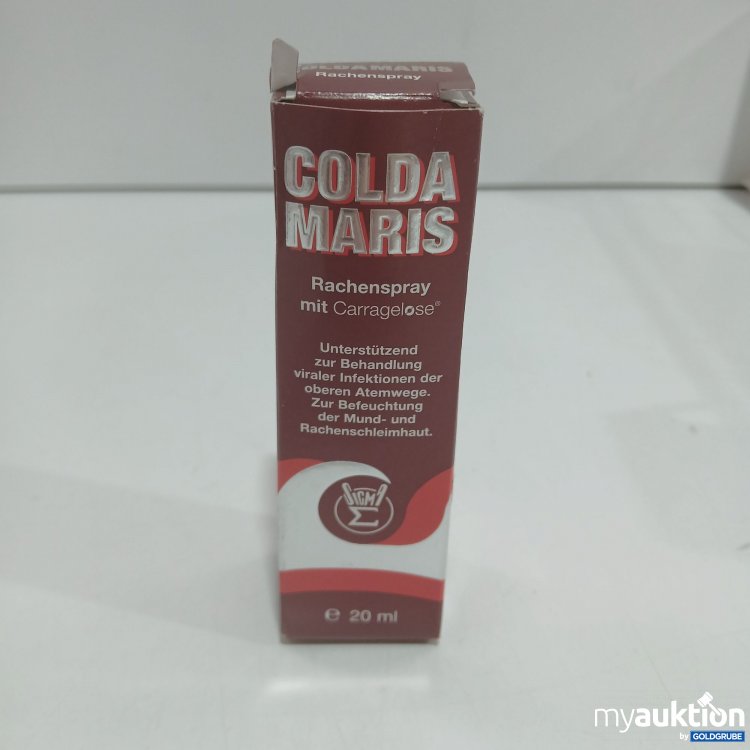 COLDAMARIS
Rachenspray
COLDA
MARIS
Rachenspray
mit Carragelose®
Unterstützend
zur Behandlung
viraler Infektionen der
oberen Atemwege.
Zur Befeuchtung
der Mund- und
Rachenschleimhaut.
SIGMA
Σ
℮ 20 ml
myauktion
by GOLDGRUBE